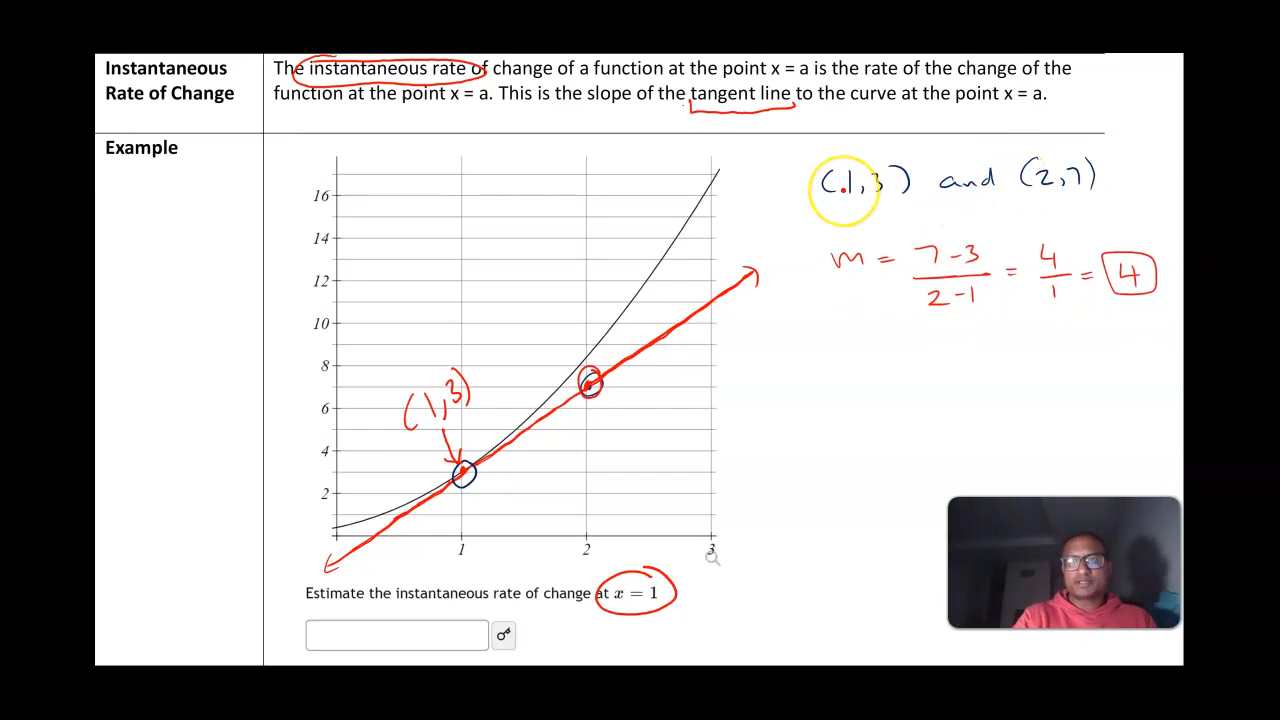 Instantaneous
Rate of Change
The instantaneous rate of change of a function at the point x = a is the rate of the change of the
function at the point x = a. This is the slope of the tangent line to the curve at the point x = a.
Example
16
14
12
10
8
6
4
2
1
2
3
(1,3)
(1,3) and (2,7)
m = 7-3 / 2-1 = 4/1 = 4
Estimate the instantaneous rate of change at x = 1